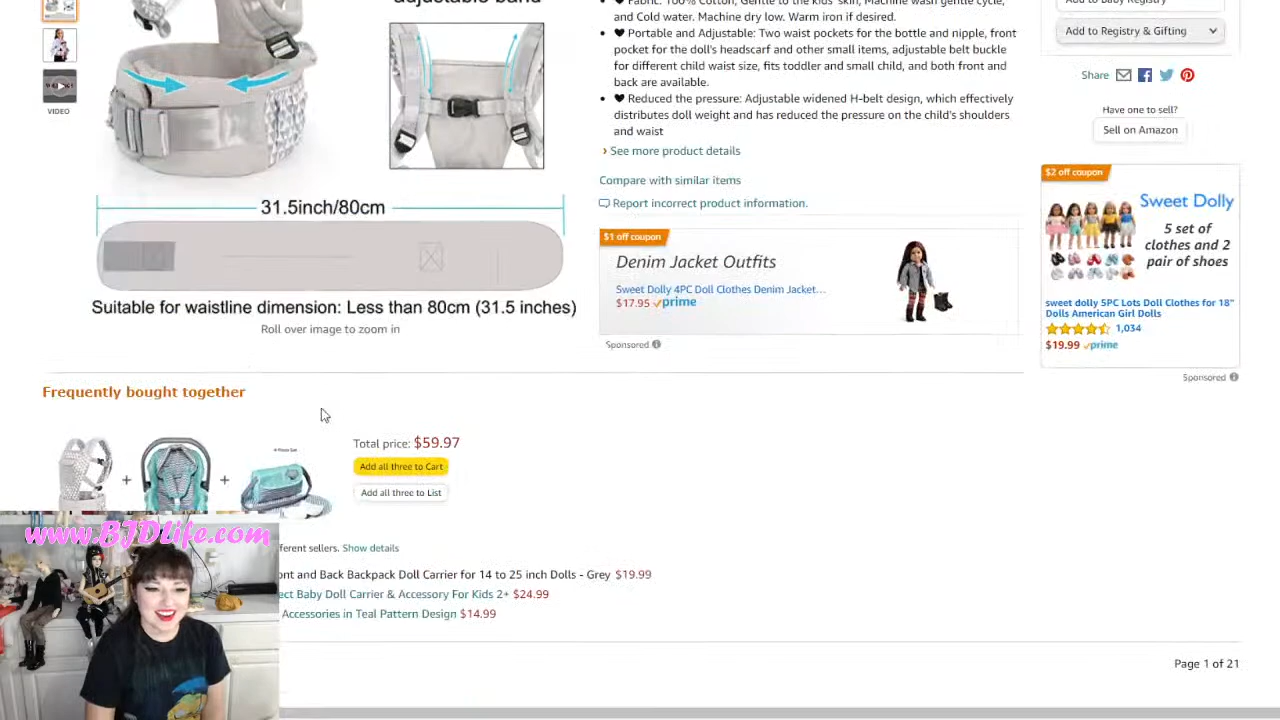 adjustable band
VIDEO
31.5inch/80cm
Suitable for waistline dimension: Less than 80cm (31.5 inches)
Roll over image to zoom in
Fabric: 100% Cotton, Gentle to the kids' skin, Machine wash gentle cycle,
and Cold water. Machine dry low. Warm iron if desired.
• ♥ Portable and Adjustable: Two waist pockets for the bottle and nipple, front
pocket for the doll's headscarf and other small items, adjustable belt buckle
for different child waist size, fits toddler and small child, and both front and
back are available.
• ♥ Reduced the pressure: Adjustable widened H-belt design, which effectively
distributes doll weight and has reduced the pressure on the child's shoulders
and waist
› See more product details
Compare with similar items
Report incorrect product information.
$1 off coupon
Denim Jacket Outfits
Sweet Dolly 4PC Doll Clothes Denim Jacket...
$17.95 prime
Sponsored
Add to Baby Registry
Add to Registry & Gifting
Share
Have one to sell?
Sell on Amazon
$2 off coupon
Sweet Dolly
5 set of
clothes and 2
pair of shoes
sweet dolly 5PC Lots Doll Clothes for 18"
Dolls American Girl Dolls
1,034
$19.99 prime
Sponsored
Frequently bought together
+ +
Total price: $59.97
Add all three to Cart
Add all three to List
www.BJDlife.com
fferent sellers. Show details
ont and Back Backpack Doll Carrier for 14 to 25 inch Dolls - Grey $19.99
ect Baby Doll Carrier & Accessory For Kids 2+ $24.99
Accessories in Teal Pattern Design $14.99
Page 1 of 21